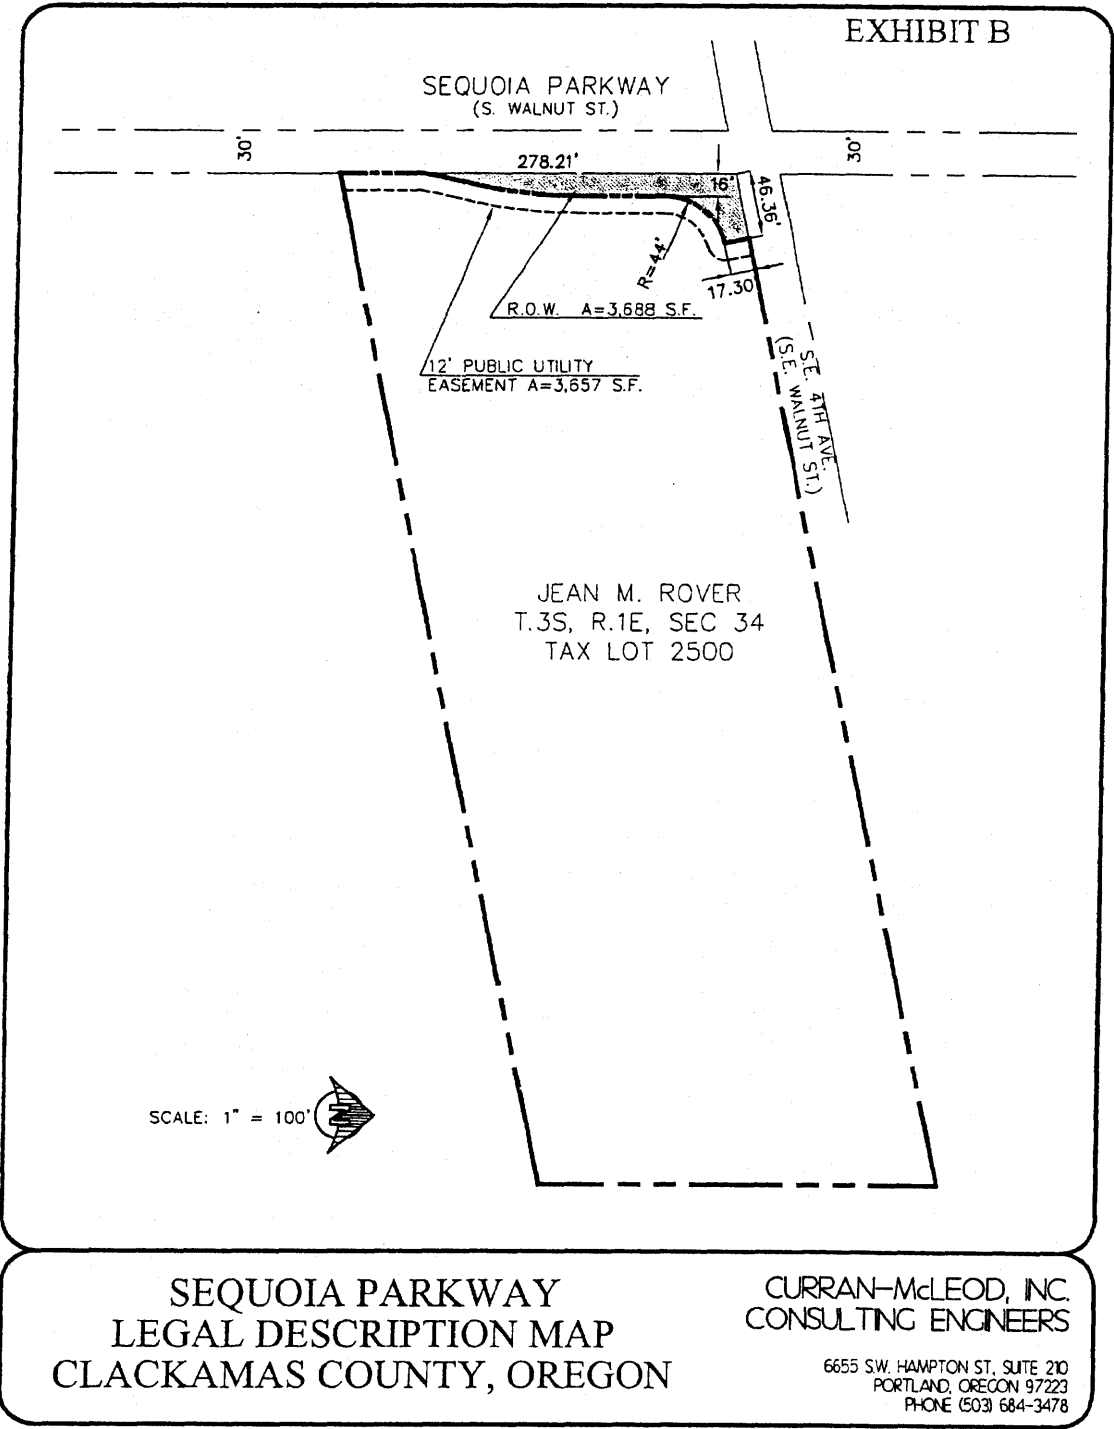 EXHIBIT B
SEQUOIA PARKWAY
(S. WALNUT ST.)
30'
30'
278.21'
16'
46.36'
R=44'
17.30
R.O.W. A=3,688 S.F.
12' PUBLIC UTILITY
EASEMENT A=3,657 S.F.
S.E. 4TH AVE.
(S.E. WALNUT ST.)
JEAN M. ROVER
T.3S, R.1E, SEC 34
TAX LOT 2500
SCALE: 1" = 100'
N
SEQUOIA PARKWAY
LEGAL DESCRIPTION MAP
CLACKAMAS COUNTY, OREGON
CURRAN-McLEOD, INC.
CONSULTING ENGINEERS
6655 S.W. HAMPTON ST., SUITE 210
PORTLAND, OREGON 97223
PHONE (503) 684-3478